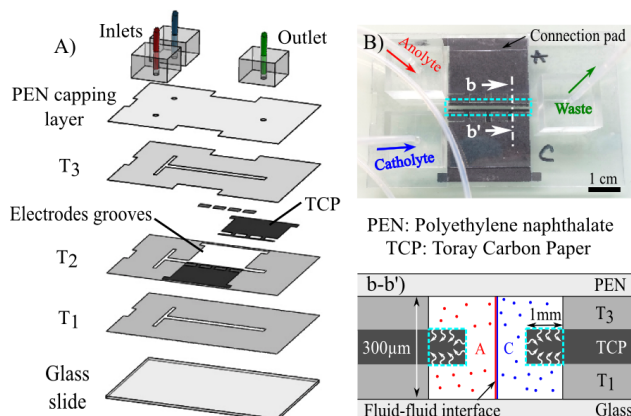 A)
Inlets
Outlet
PEN capping
layer
T3
TCP
Electrodes grooves
T2
T1
Glass
slide
B)
Connection pad
Anolyte
A
b
b'
Waste
Catholyte
C
1 cm
PEN: Polyethylene naphthalate
TCP: Toray Carbon Paper
b-b')
PEN
1mm
T3
300µm
A
C
TCP
T1
Fluid-fluid interface
Glass